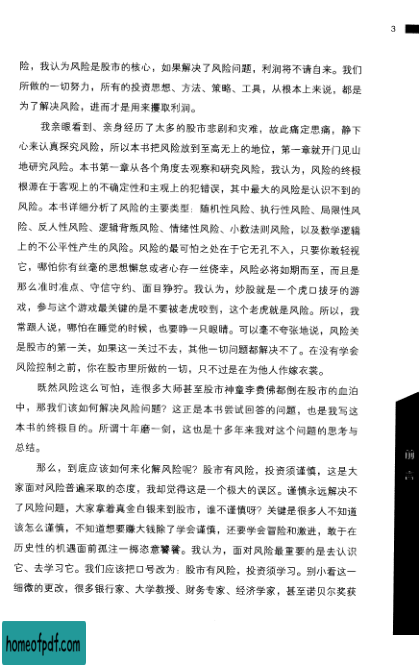 3
险，我认为风险是股市的核心，如果解决了风险问题，利润将不请自来。我们
所做的一切努力，所有的投资思想、方法、策略、工具，从根本上来说，都是
为了解决风险，进而才是用来攫取利润。
我亲眼看到、亲身经历了太多的股市悲剧和灾难，故此痛定思痛，静下
心来认真探究风险，所以本书把风险放到至高无上的地位，第一章就开门见山
地研究风险。本书第一章从各个角度去观察和研究风险，我认为，风险的终极
根源在于客观上的不确定性和主观上的犯错误，其中最大的风险是认识不到的
风险。本书详细分析了风险的主要类型：随机性风险、执行性风险、局限性风
险、反人性风险、逻辑背叛风险、情绪性风险、小数法则风险，以及数学逻辑
上的不公平性产生的风险。风险的最可怕之处在于它无孔不入，只要你敢轻视
它，哪怕你有丝毫的思想懈怠或者心存一丝侥幸，风险必将如期而至，而且是
那么准时准点、守信守约、面目狰狞。我认为，炒股就是一个虎口拔牙的游
戏，参与这个游戏最关键的是不要被老虎咬到，这个老虎就是风险。所以，我
常跟人说，哪怕在睡觉的时候，也要睁一只眼睛。可以毫不夸张地说，风险关
是股市的第一关，如果这一关过不去，其他一切问题都解决不了。在没有学会
风险控制之前，你在股市里所做的一切，只不过是在为他人作嫁衣裳。
既然风险这么可怕，连很多大师甚至股市神童李费佛都倒在股市的血泊
中，那我们该如何解决风险问题？这正是本书尝试回答的问题，也是我写这
本书的终极目的。所谓十年磨一剑，这也是十多年来我对这个问题的思考与
总结。
那么，到底应该如何来化解风险呢？股市有风险，投资须谨慎，这是大
家面对风险普遍采取的态度，我却觉得这是一个极大的误区。谨慎永远解决不
了风险问题，大家拿着真金白银来到股市，谁不谨慎呀？关键是很多人不知道
该怎么谨慎，不知道想要赚大钱除了学会谨慎，还要学会冒险和激进，敢于在
历史性的机遇面前孤注一掷恣意饕餮。我认为，面对风险最重要的是去认识
它、去学习它。我们应该把口号改为：股市有风险，投资须学习。别小看这一
细微的更改，很多银行家、大学教授、财务专家、经济学家，甚至诺贝尔奖获
前
言
homeofpdf.com